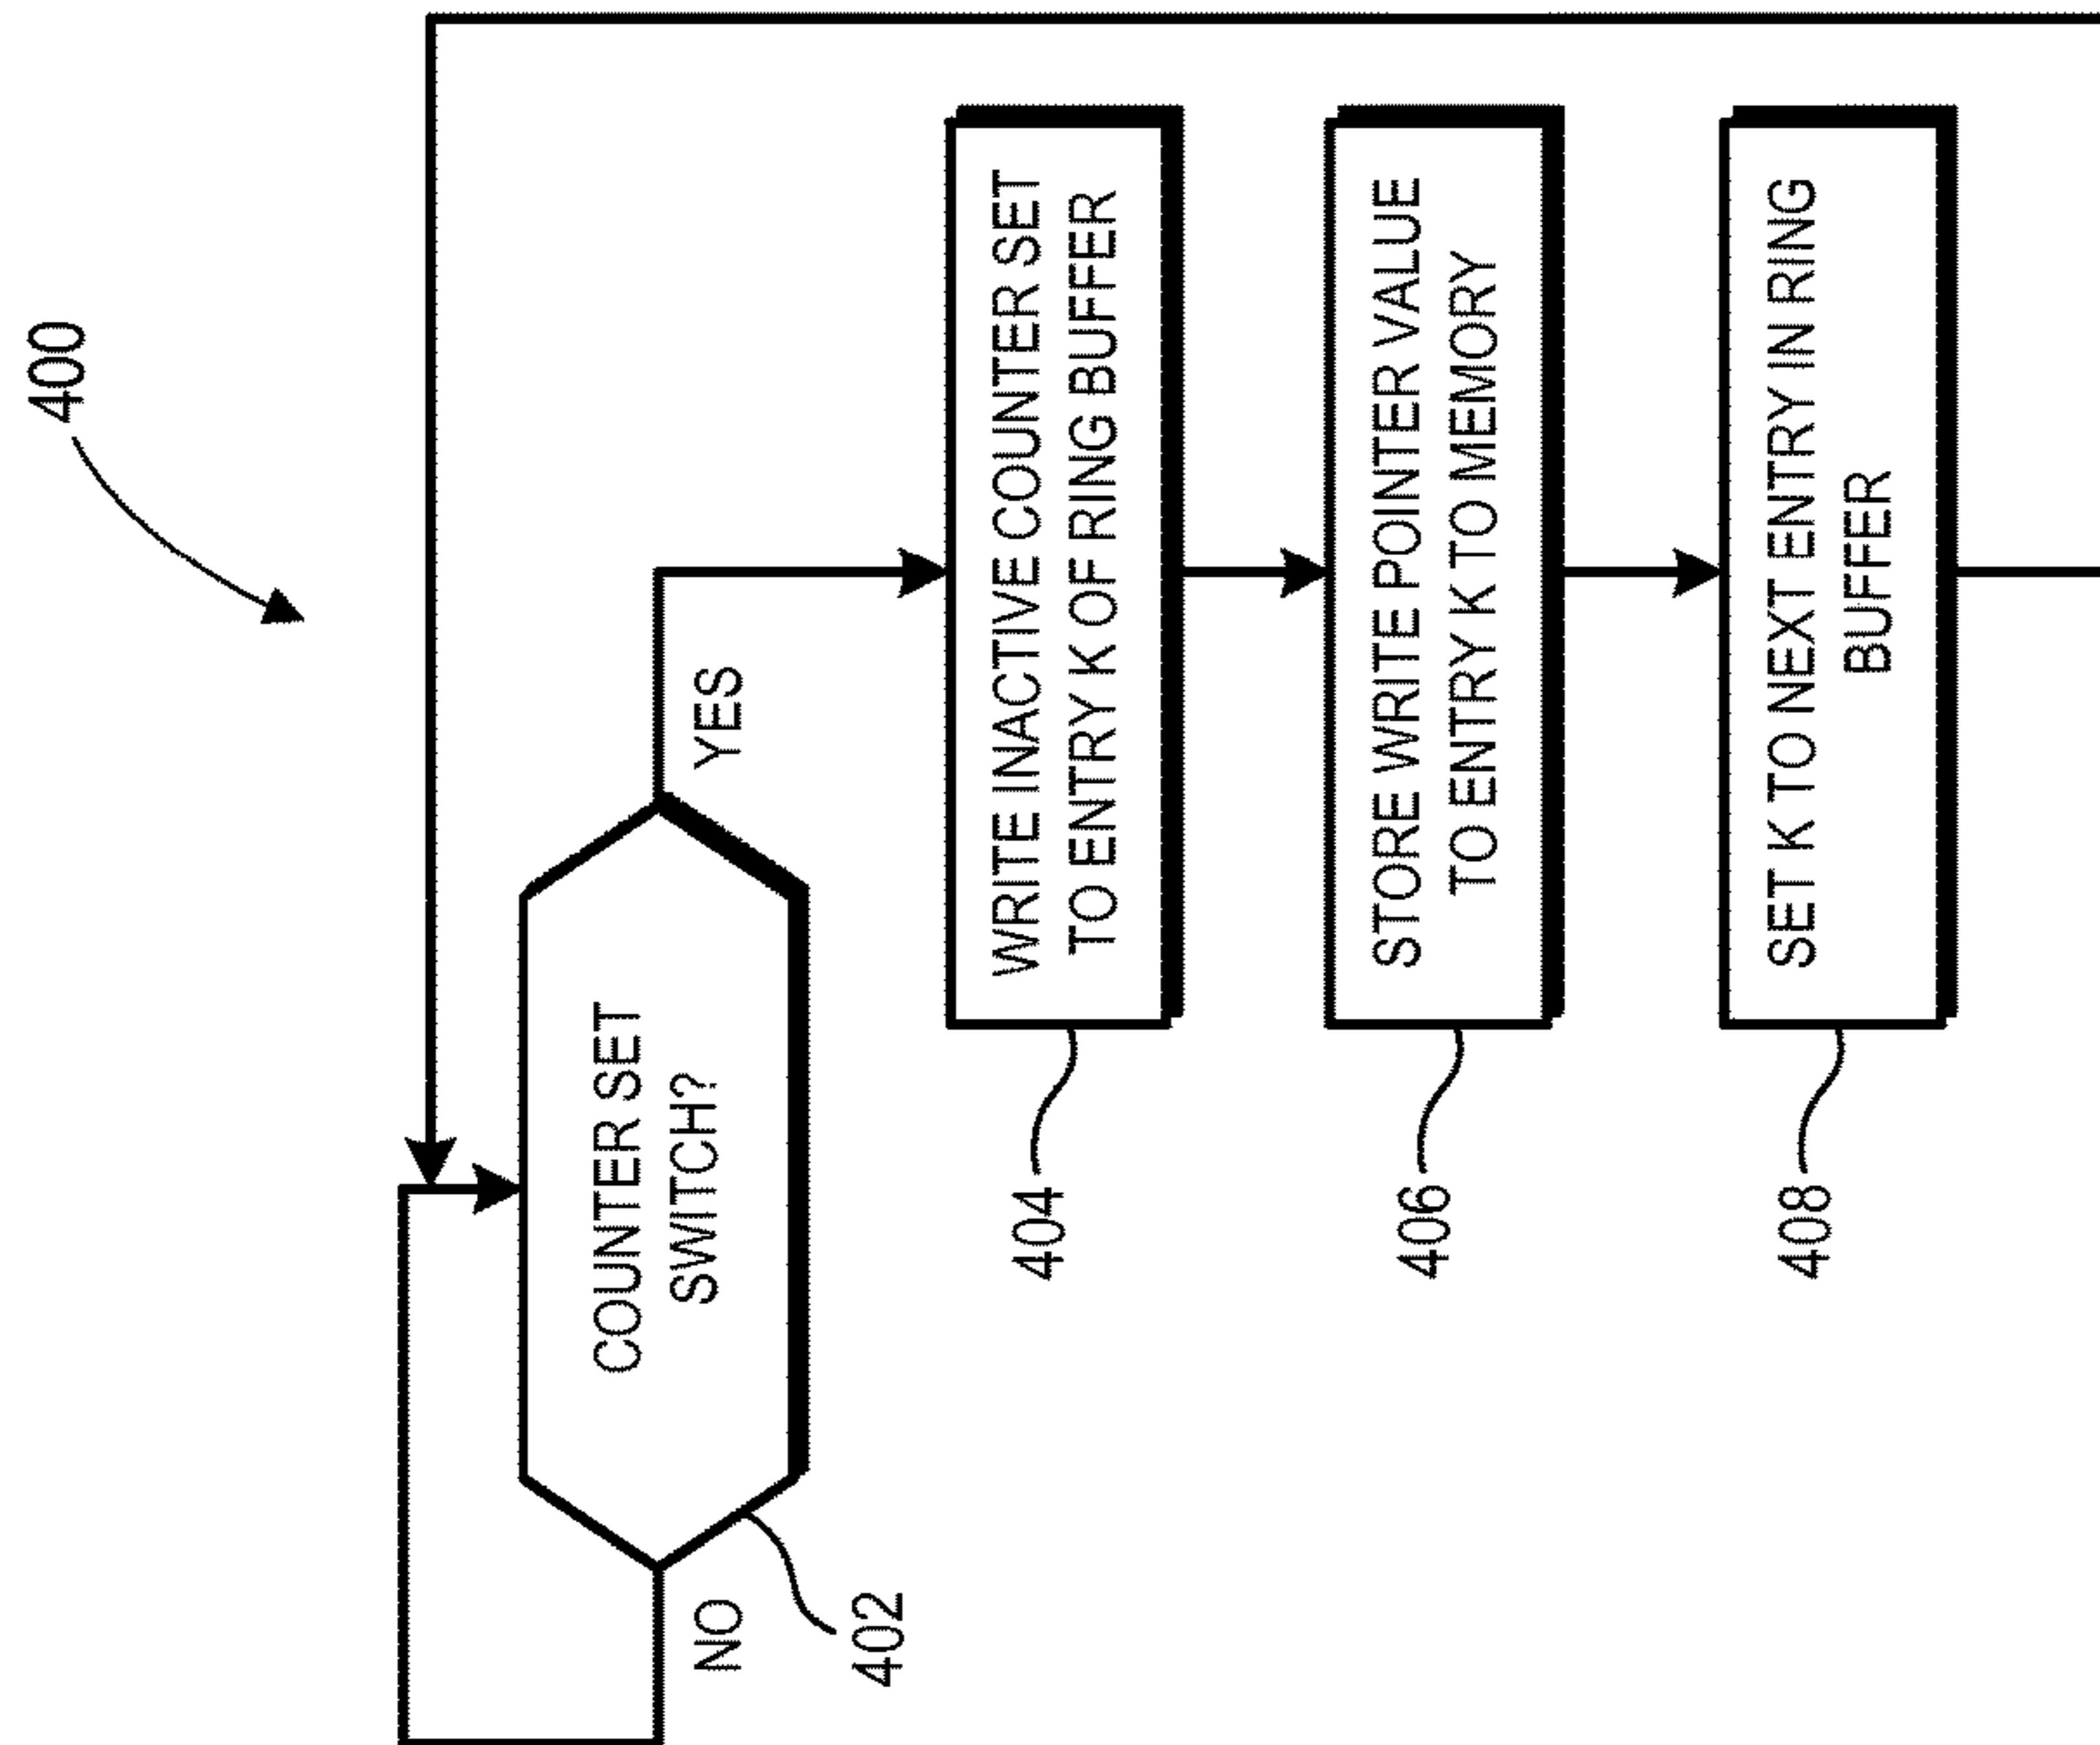 400
COUNTER SET
SWITCH?
NO
YES
402
WRITE INACTIVE COUNTER SET
TO ENTRY K OF RING BUFFER
404
STORE WRITE POINTER VALUE
TO ENTRY K TO MEMORY
406
SET K TO NEXT ENTRY IN RING
BUFFER
408